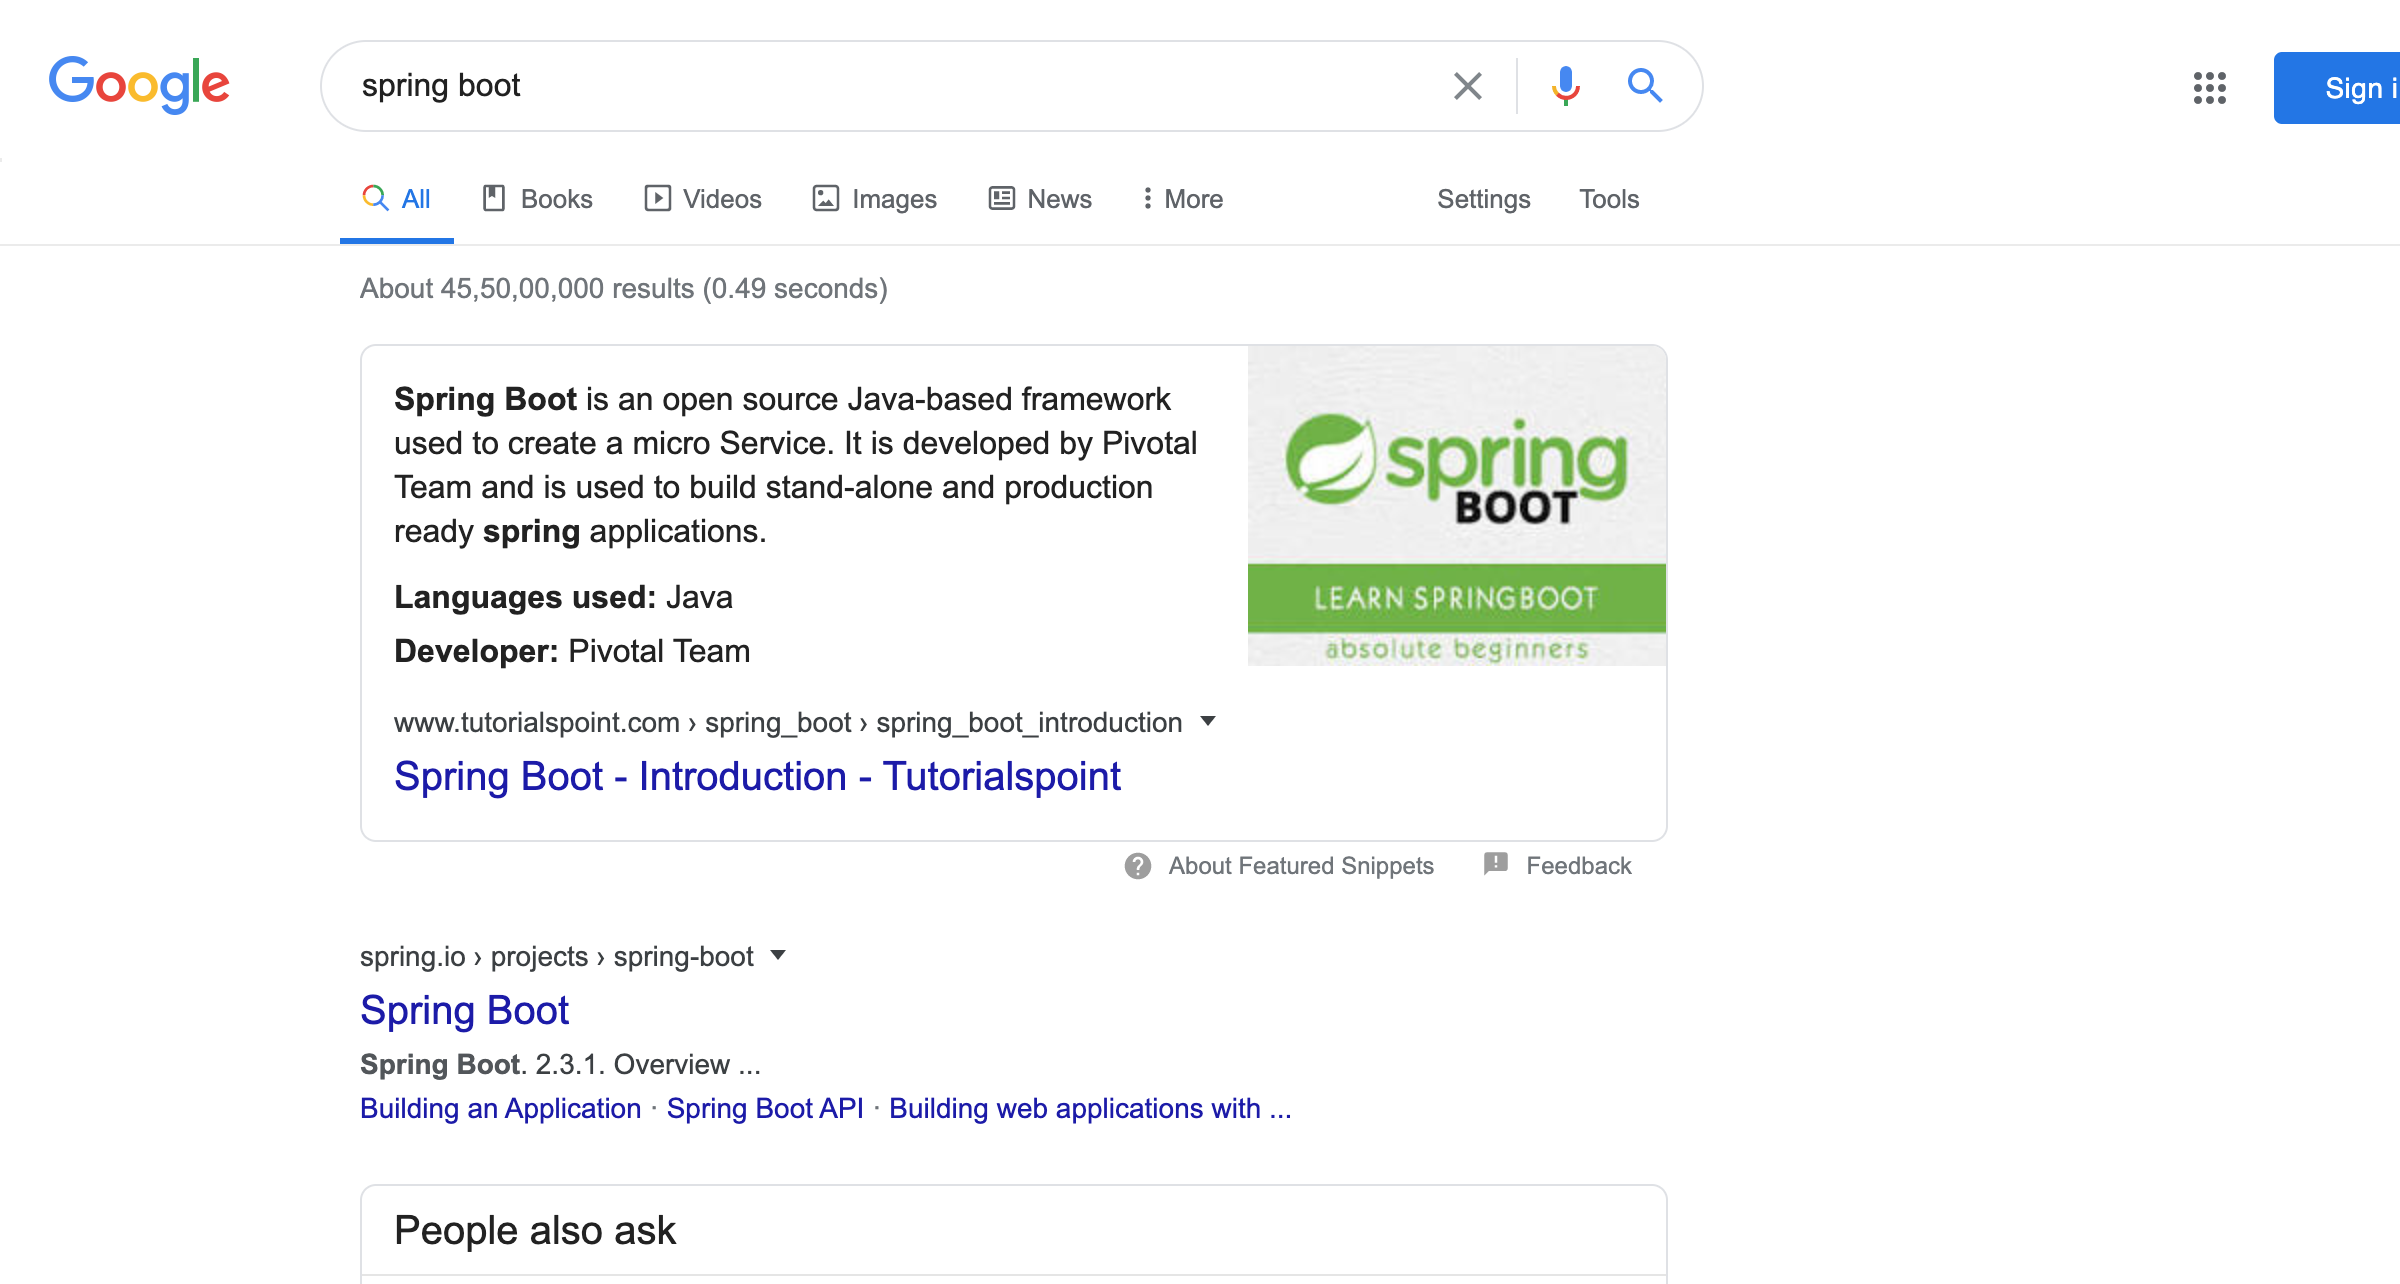 Google
spring boot
Sign i
All Books Videos Images News More Settings Tools
About 45,50,00,000 results (0.49 seconds)
Spring Boot is an open source Java-based framework
used to create a micro Service. It is developed by Pivotal
Team and is used to build stand-alone and production
ready spring applications.
Languages used: Java
Developer: Pivotal Team
spring
BOOT
LEARN SPRINGBOOT
absolute beginners
www.tutorialspoint.com › spring_boot › spring_boot_introduction
Spring Boot - Introduction - Tutorialspoint
About Featured Snippets Feedback
spring.io › projects › spring-boot
Spring Boot
Spring Boot. 2.3.1. Overview ...
Building an Application · Spring Boot API · Building web applications with ...
People also ask